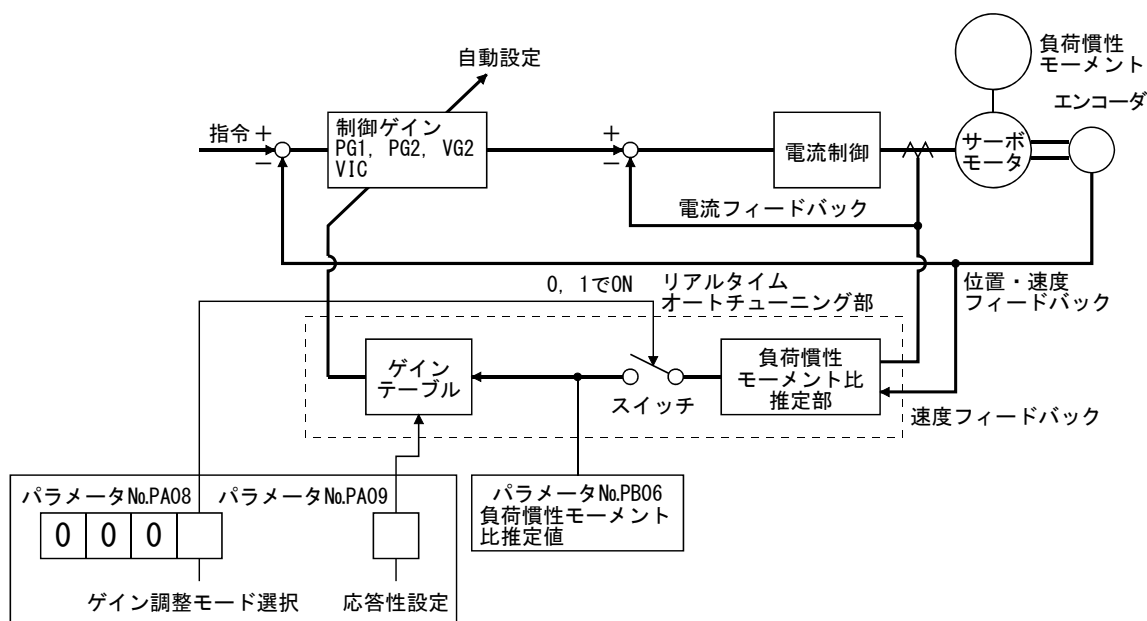 自動設定
負荷慣性
モーメント
エンコーダ
指令
+
−
制御ゲイン
PG1, PG2, VG2
VIC
+
−
電流制御
サーボ
モータ
電流フィードバック
0, 1でON
リアルタイム
オートチューニング部
位置・速度
フィードバック
ゲイン
テーブル
スイッチ
負荷慣性
モーメント比
推定部
速度フィードバック
パラメータNo.PA08
パラメータNo.PA09
0 0 0
ゲイン調整モード選択
応答性設定
パラメータNo.PB06
負荷慣性モーメント
比推定値